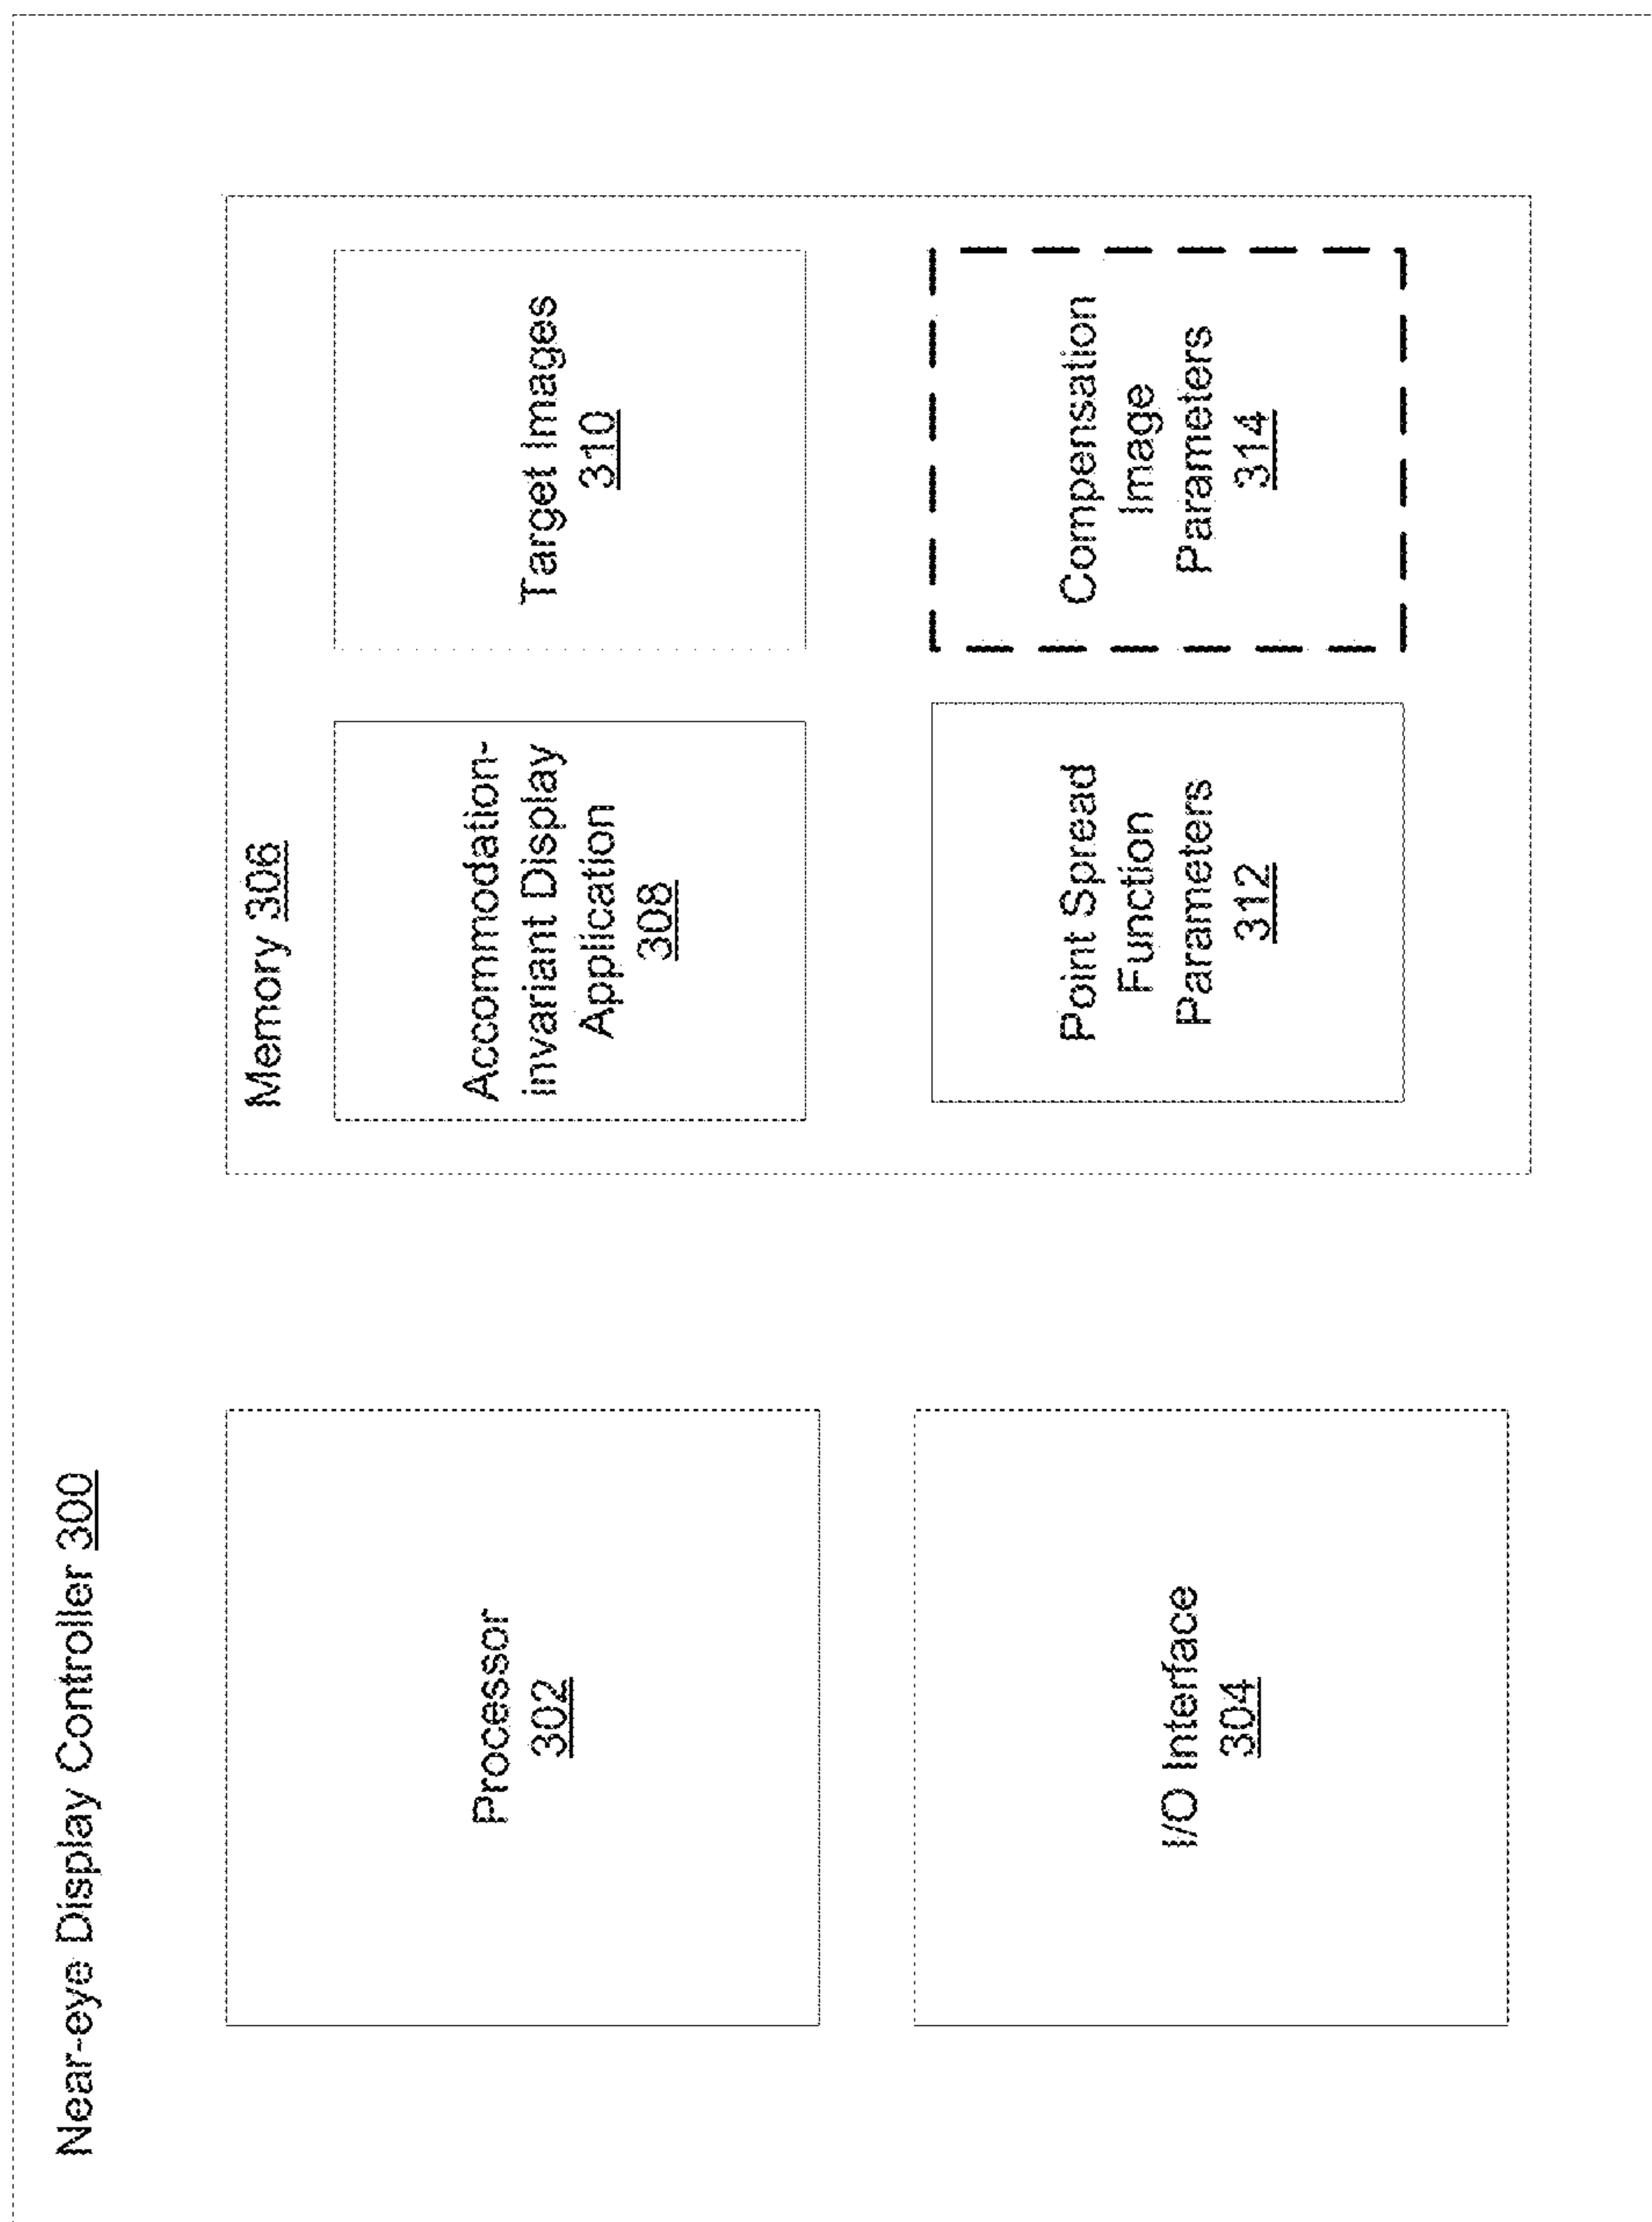 Near-eye Display Controller 300
Processor
302
I/O Interface
304
Memory 306
Accommodation-
invariant Display
Application
308
Target Images
310
Point Spread
Function
Parameters
312
Compensation
Image
Parameters
314